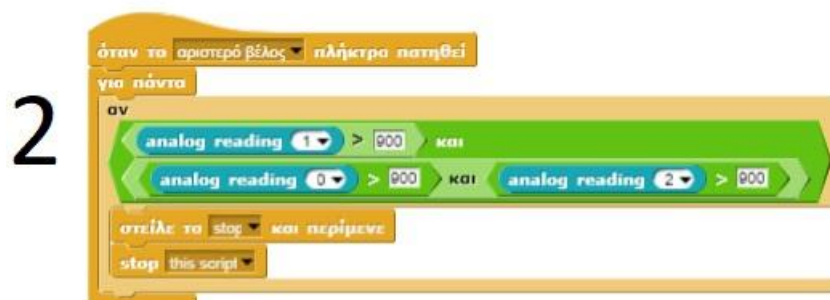 όταν το αριστερό βέλος πλήκτρο πατηθεί
για πάντα
2
αν
analog reading 1 > 900 και
analog reading 0 > 900 και analog reading 2 > 900
στείλε το stop και περίμενε
stop this script